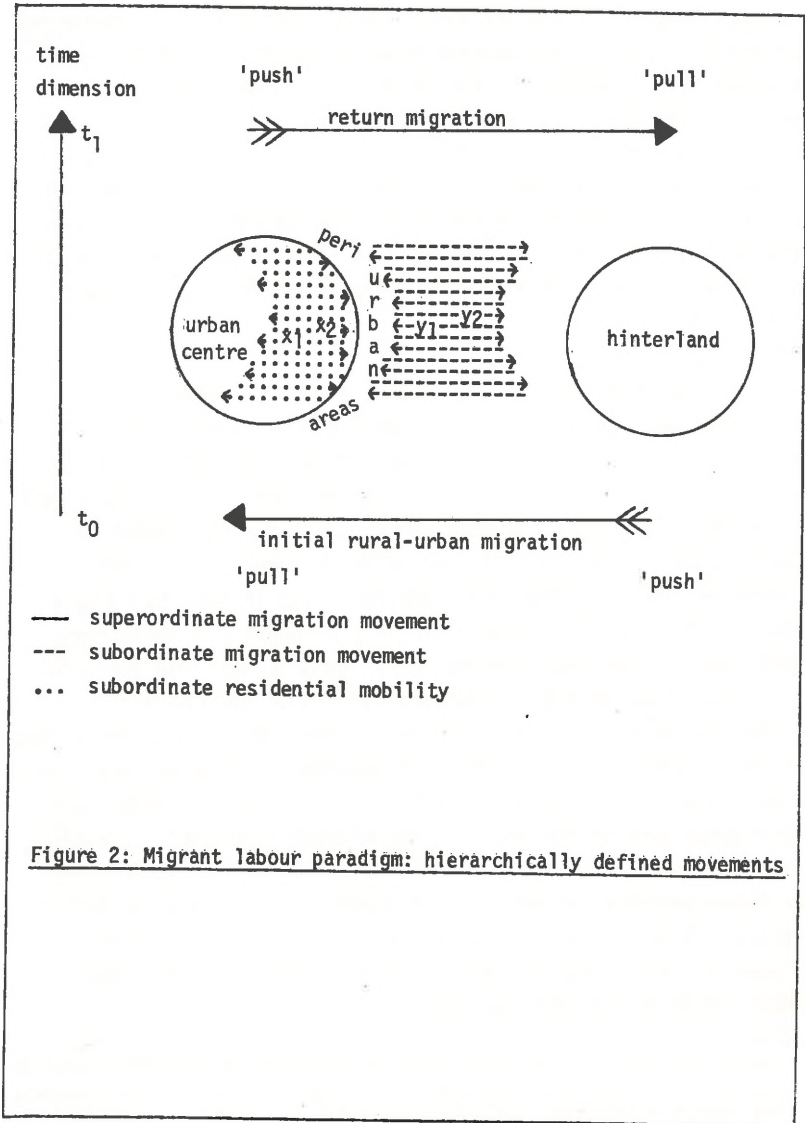 time
dimension
'push' 'pull'
t1
return migration
peri
urban
areas
urban
centre
x1 x2
y1 y2
hinterland
t0
initial rural-urban migration
'pull' 'push'
— superordinate migration movement
--- subordinate migration movement
... subordinate residential mobility
Figure 2: Migrant labour paradigm: hierarchically defined movements